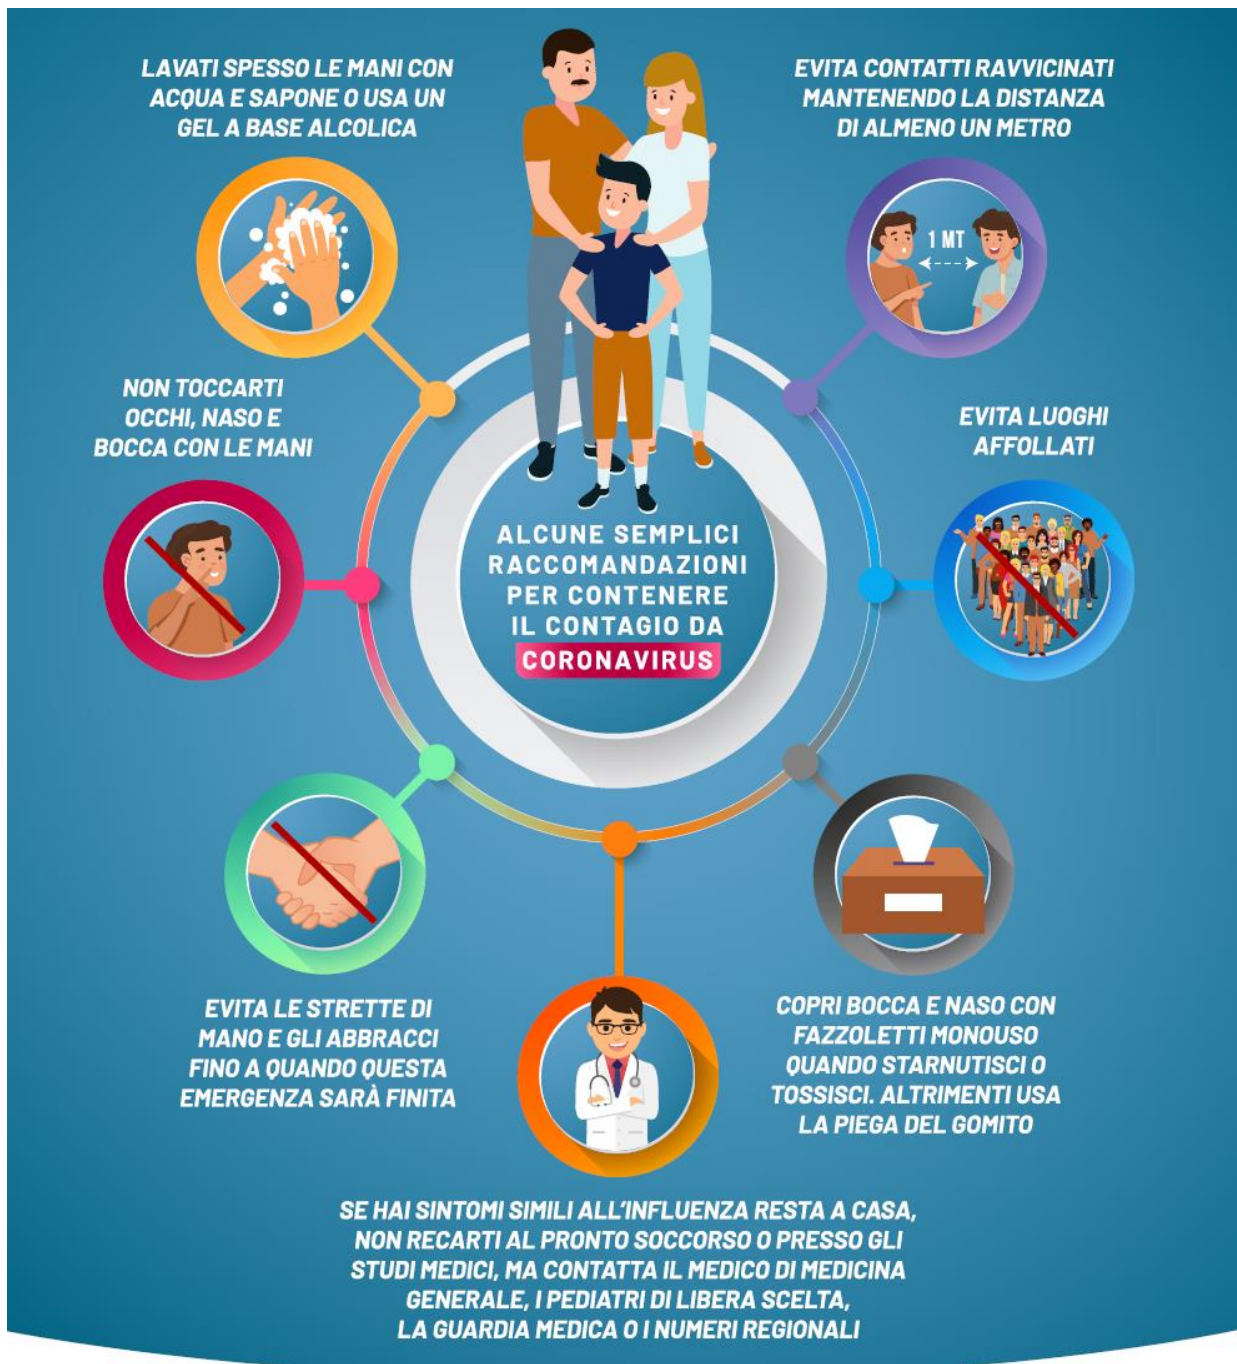 LAVATI SPESSO LE MANI CON
ACQUA E SAPONE O USA UN
GEL A BASE ALCOLICA
EVITA CONTATTI RAVVICINATI
MANTENENDO LA DISTANZA
DI ALMENO UN METRO
1 MT
NON TOCCARTI
OCCHI, NASO E
BOCCA CON LE MANI
EVITA LUOGHI
AFFOLLATI
ALCUNE SEMPLICI
RACCOMANDAZIONI
PER CONTENERE
IL CONTAGIO DA
CORONAVIRUS
EVITA LE STRETTE DI
MANO E GLI ABBRACCI
FINO A QUANDO QUESTA
EMERGENZA SARÀ FINITA
COPRI BOCCA E NASO CON
FAZZOLETTI MONOUSO
QUANDO STARNUTISCI O
TOSSISCI. ALTRIMENTI USA
LA PIEGA DEL GOMITO
SE HAI SINTOMI SIMILI ALL'INFLUENZA RESTA A CASA,
NON RECARTI AL PRONTO SOCCORSO O PRESSO GLI
STUDI MEDICI, MA CONTATTA IL MEDICO DI MEDICINA
GENERALE, I PEDIATRI DI LIBERA SCELTA,
LA GUARDIA MEDICA O I NUMERI REGIONALI